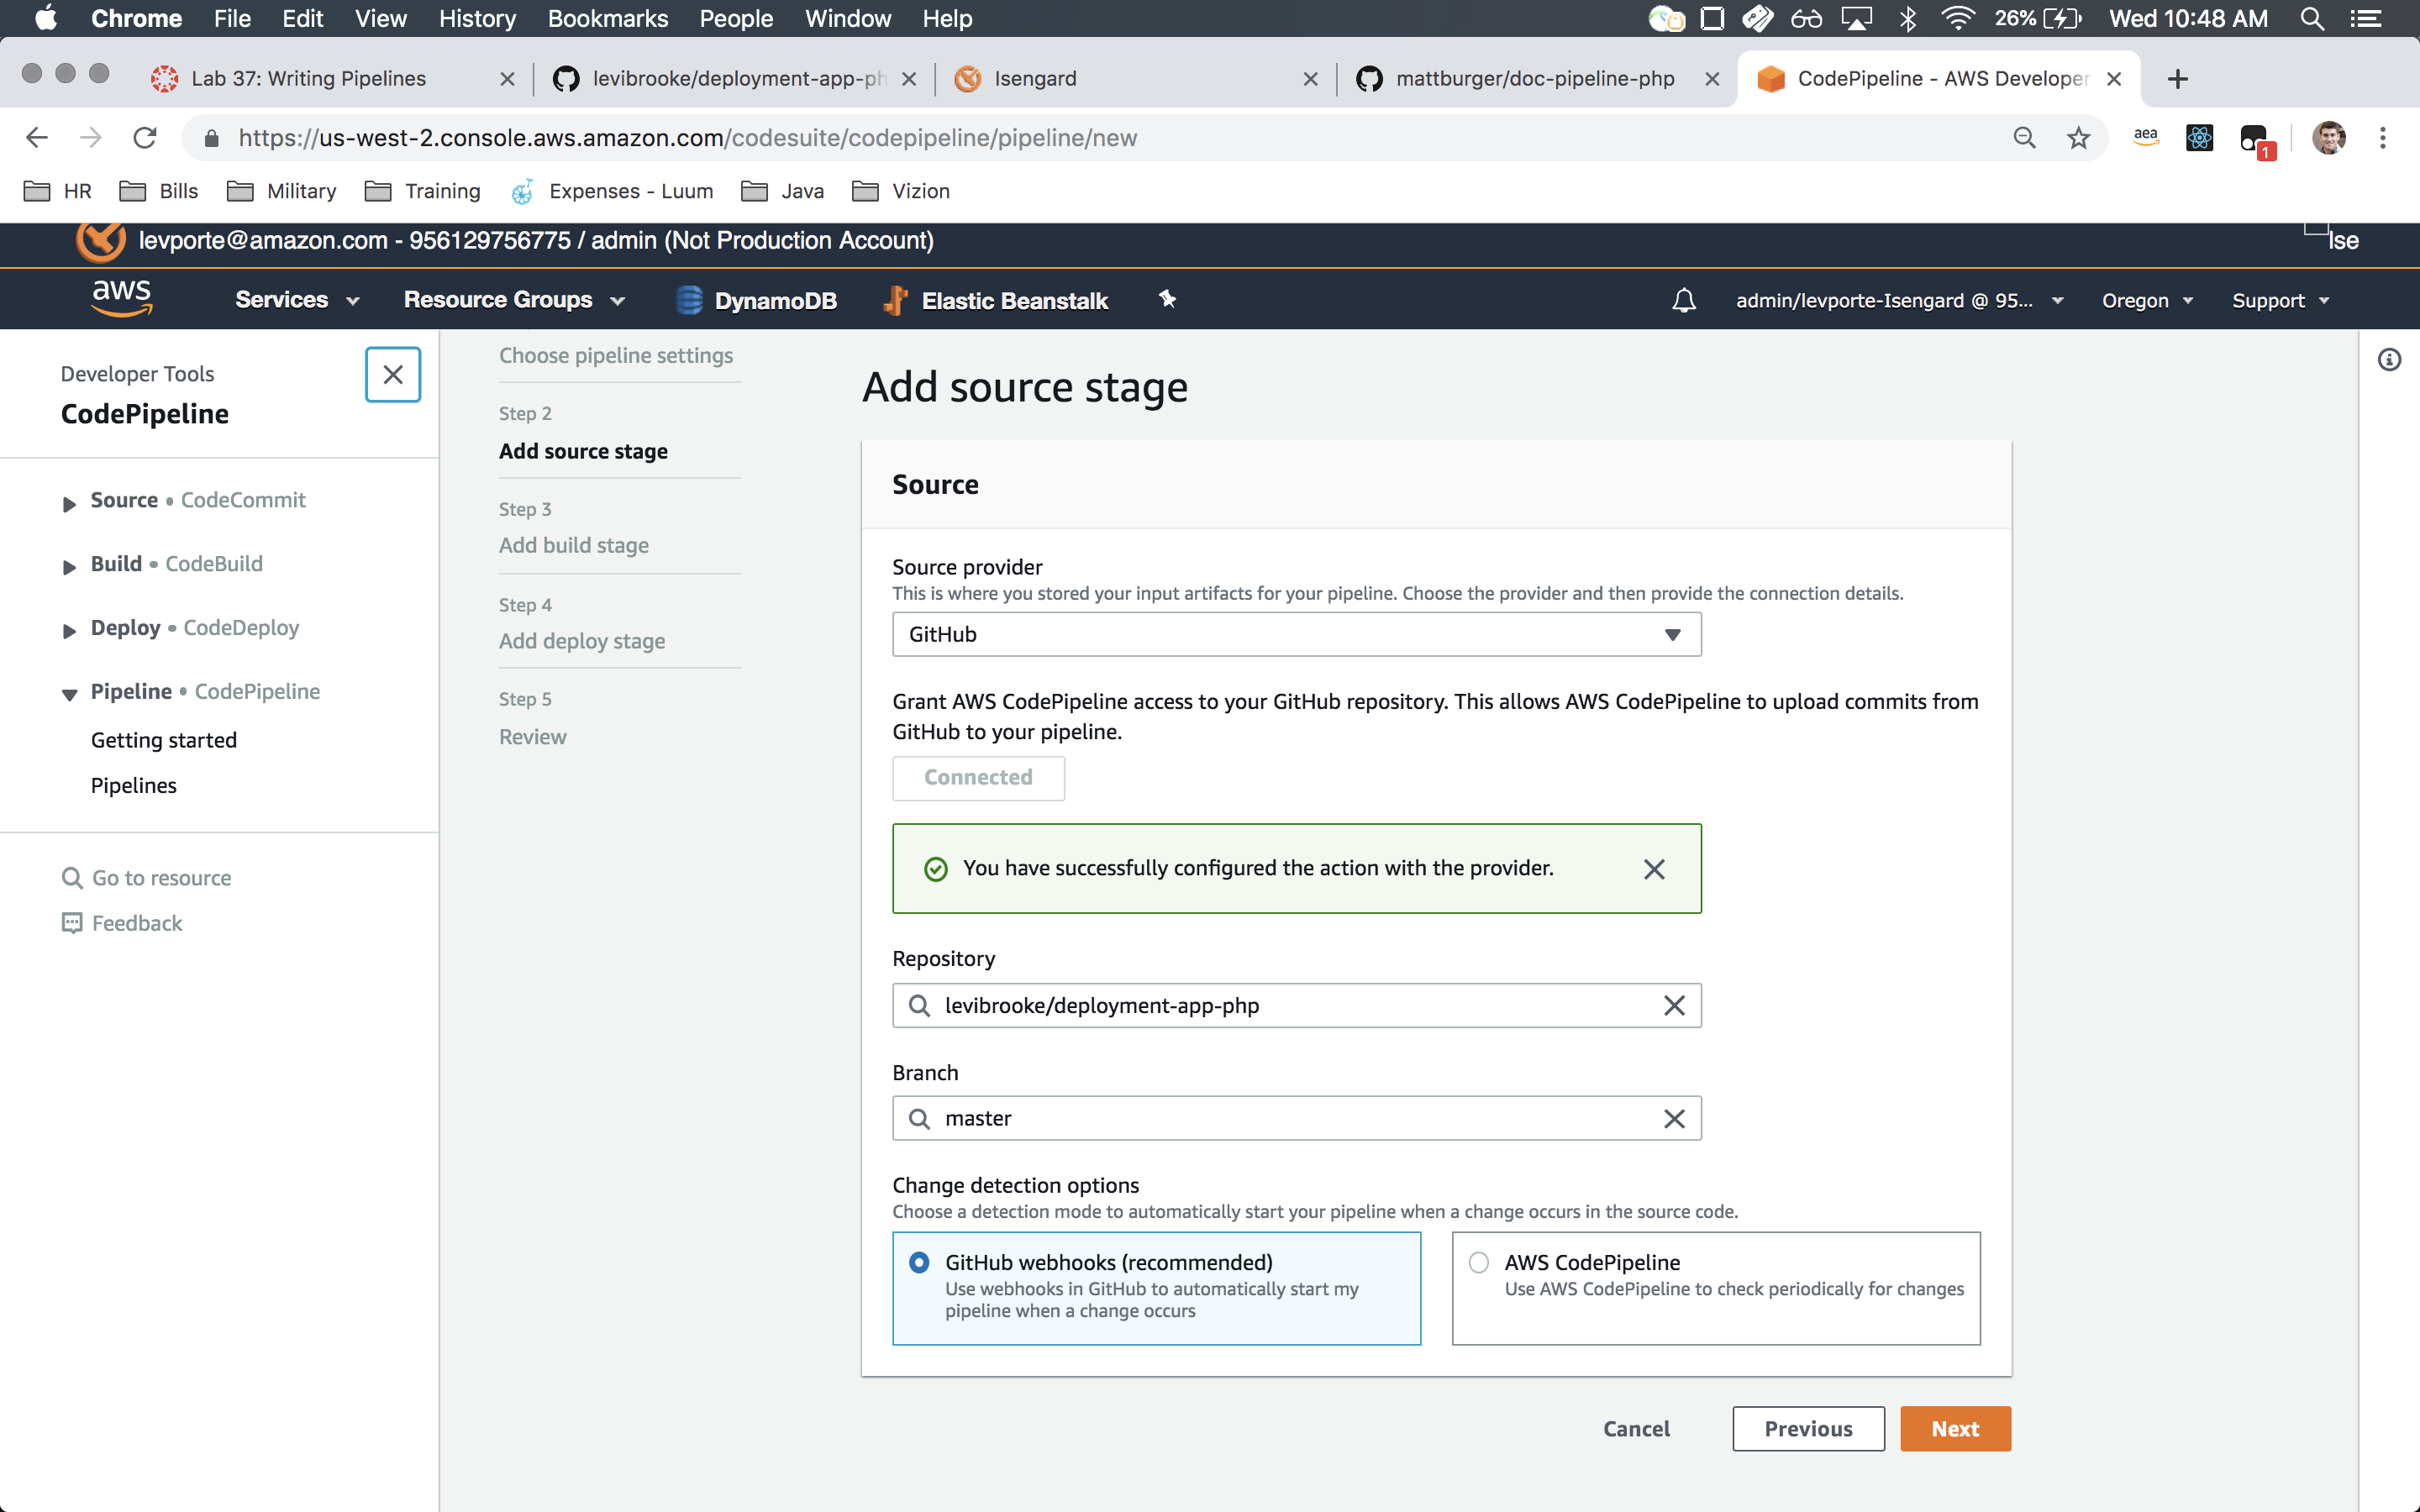 Chrome File Edit View History Bookmarks People Window Help 26% Wed 10:48 AM
Lab 37: Writing Pipelines levibrooke/deployment-app-ph Isengard mattburger/doc-pipeline-php CodePipeline - AWS Developer
https://us-west-2.console.aws.amazon.com/codesuite/codepipeline/pipeline/new aea 1
HR Bills Military Training Expenses - Luum Java Vizion
levporte@amazon.com - 956129756775 / admin (Not Production Account) Ise
aws Services Resource Groups DynamoDB Elastic Beanstalk admin/levporte-Isengard @ 95... Oregon Support
Developer Tools
CodePipeline
Source • CodeCommit
Build • CodeBuild
Deploy • CodeDeploy
Pipeline • CodePipeline
Getting started
Pipelines
Go to resource
Feedback
Choose pipeline settings
Step 2
Add source stage
Step 3
Add build stage
Step 4
Add deploy stage
Step 5
Review
Add source stage
Source
Source provider
This is where you stored your input artifacts for your pipeline. Choose the provider and then provide the connection details.
GitHub
Grant AWS CodePipeline access to your GitHub repository. This allows AWS CodePipeline to upload commits from
GitHub to your pipeline.
Connected
You have successfully configured the action with the provider.
Repository
levibrooke/deployment-app-php
Branch
master
Change detection options
Choose a detection mode to automatically start your pipeline when a change occurs in the source code.
GitHub webhooks (recommended)
Use webhooks in GitHub to automatically start my
pipeline when a change occurs
AWS CodePipeline
Use AWS CodePipeline to check periodically for changes
Cancel Previous Next